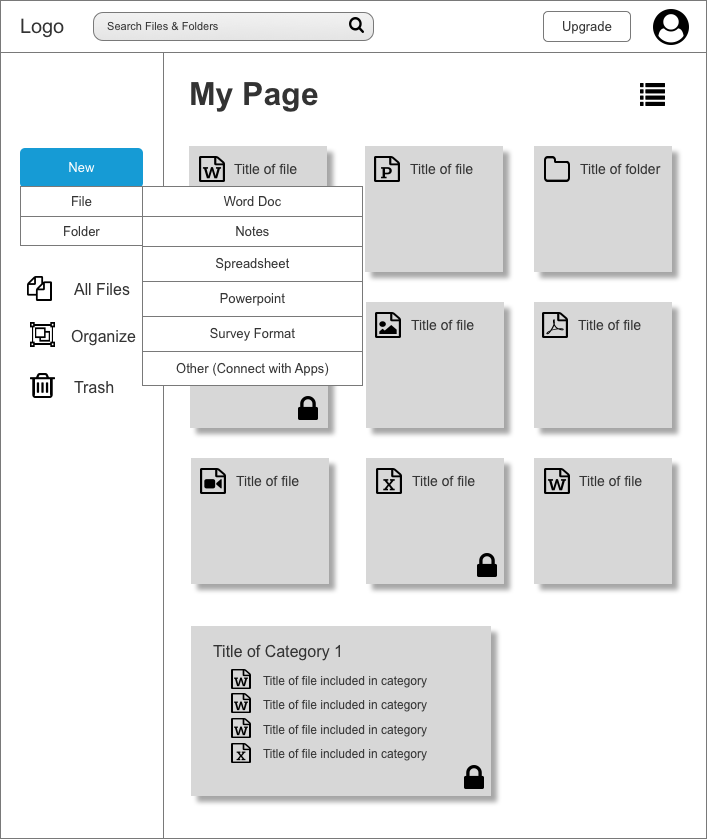 Logo
Search Files & Folders
Upgrade
My Page
New
File
Folder
Word Doc
Notes
Spreadsheet
Powerpoint
Survey Format
Other (Connect with Apps)
All Files
Organize
Trash
W Title of file
P Title of file
Title of folder
Title of file
Title of file
Title of file
X Title of file
W Title of file
Title of Category 1
W Title of file included in category
W Title of file included in category
W Title of file included in category
X Title of file included in category